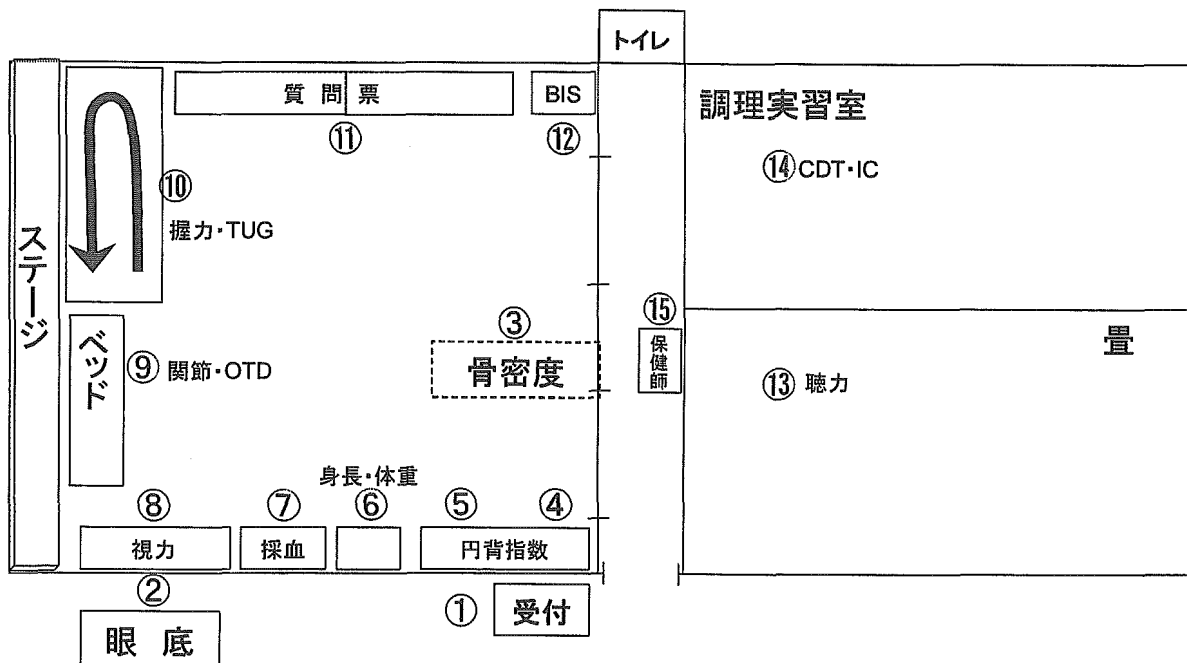 トイレ
質問票
BIS
⑪
⑫
調理実習室
⑭CDT・IC
⑩
握力・TUG
ステージ
ベッド
⑨ 関節・OTD
③
骨密度
⑮
保健師
畳
⑬ 聴力
身長・体重
⑧
⑦
⑥
⑤
④
視力
採血
円背指数
②
眼底
①
受付